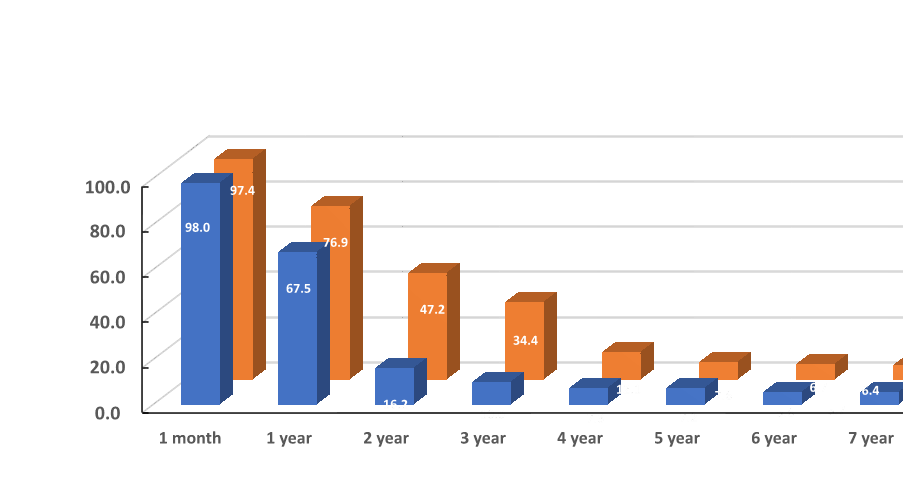 97.4
100.0
98.0
80.0
76.9
67.5
60.0
47.2
40.0
34.4
20.0
6.4
16.2
0.0
1 month
1 year
2 year
3 year
4 year
5 year
6 year
7 year